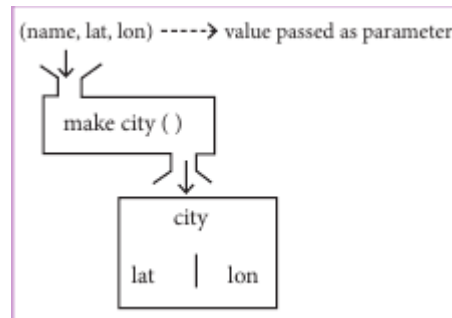 (name, lat, lon) -----> value passed as parameter
make city ( )
city
lat | lon